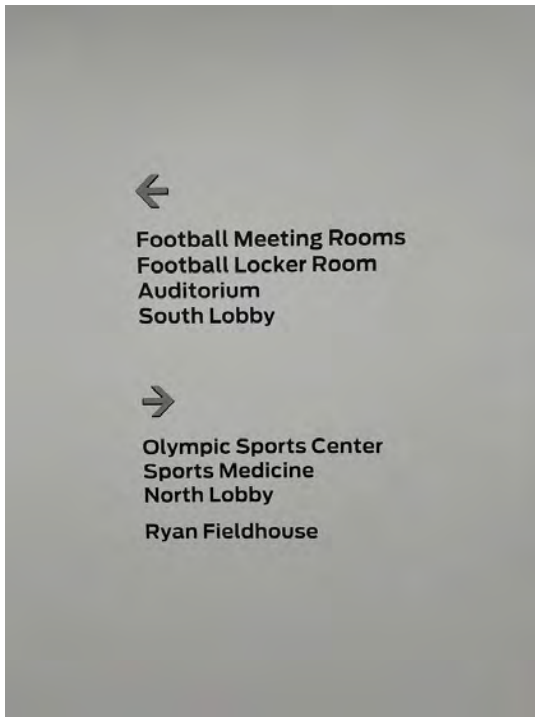 ←
Football Meeting Rooms
Football Locker Room
Auditorium
South Lobby
→
Olympic Sports Center
Sports Medicine
North Lobby
Ryan Fieldhouse